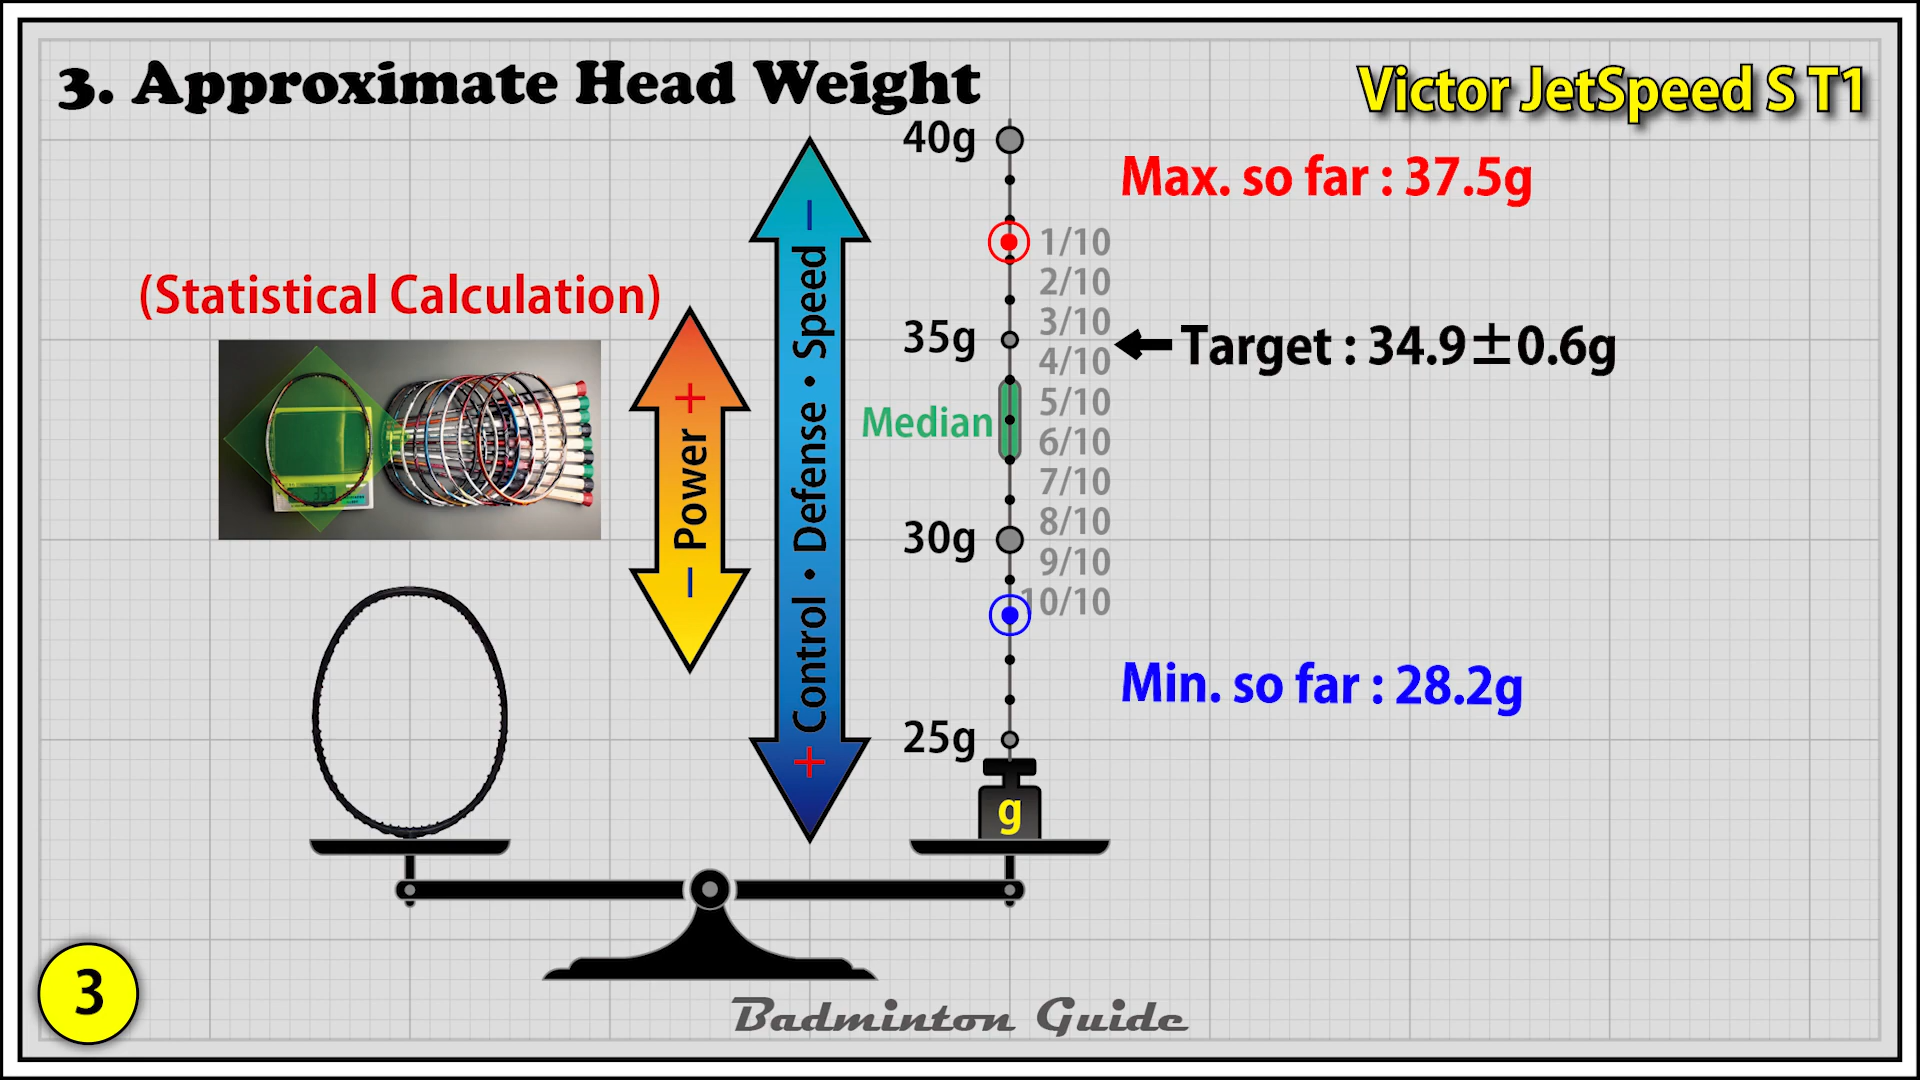 3. Approximate Head Weight
Victor JetSpeed S T1
40g
Max. so far : 37.5g
1/10
2/10
(Statistical Calculation)
3/10
35g
Target : 34.9±0.6g
4/10
5/10
Median
6/10
7/10
8/10
30g
9/10
10/10
Min. so far : 28.2g
25g
+ Power −
+ Control • Defense • Speed −
g
3
Badminton Guide